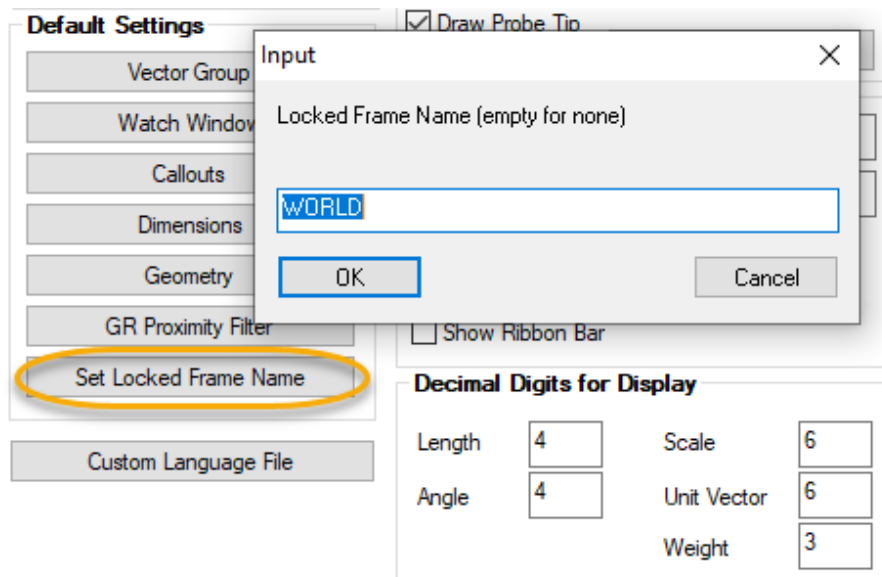 Default Settings
Vector Group
Watch Window
Callouts
Dimensions
Geometry
GR Proximity Filter
Set Locked Frame Name
Custom Language File
Draw Probe Tip
Input
Locked Frame Name (empty for none)
WORLD
OK
Cancel
Show Ribbon Bar
Decimal Digits for Display
Length 4 Scale 6
Angle 4 Unit Vector 6
Weight 3